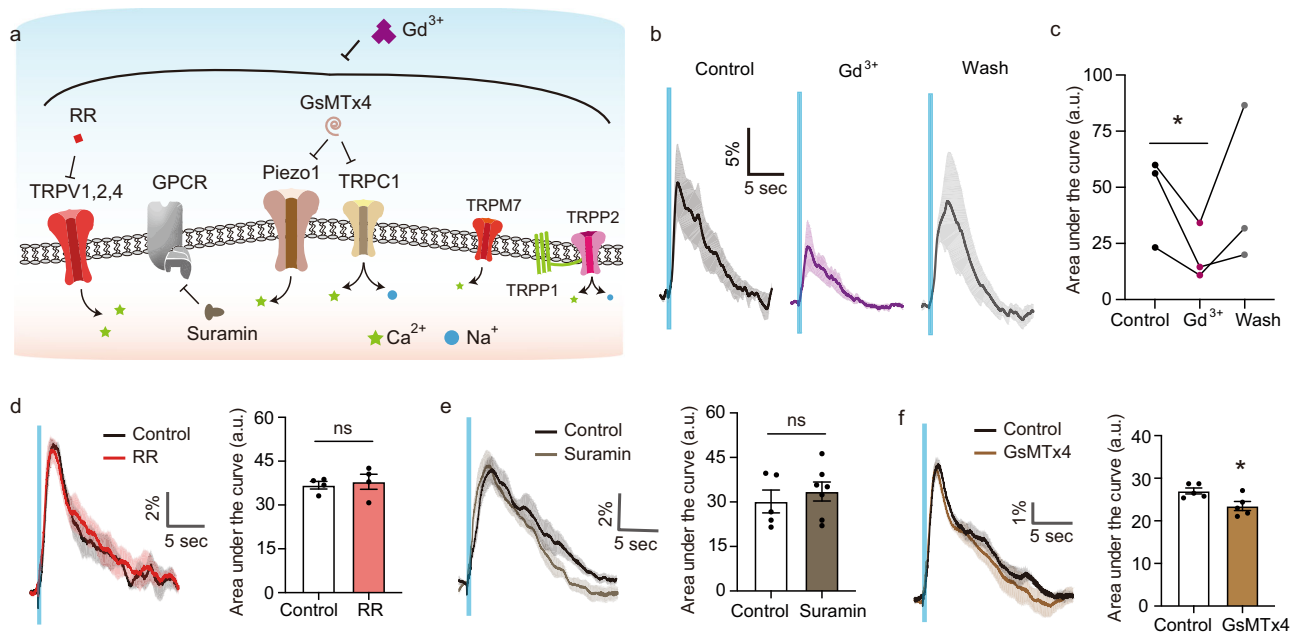 a
Gd3+
RR
GsMTx4
TRPV1,2,4
GPCR
Piezo1
TRPC1
TRPM7
TRPP2
TRPP1
Suramin
Ca2+
Na+
b
Control
Gd3+
Wash
5%
5 sec
c
Area under the curve (a.u.)
100
75
50
25
0
*
Control
Gd3+
Wash
d
Control
RR
2%
5 sec
Area under the curve (a.u.)
60
45
30
15
0
ns
Control
RR
e
Control
Suramin
2%
5 sec
Area under the curve (a.u.)
60
45
30
15
0
ns
Control
Suramin
f
Control
GsMTx4
1%
5 sec
Area under the curve (a.u.)
40
30
20
10
0
*
Control
GsMTx4